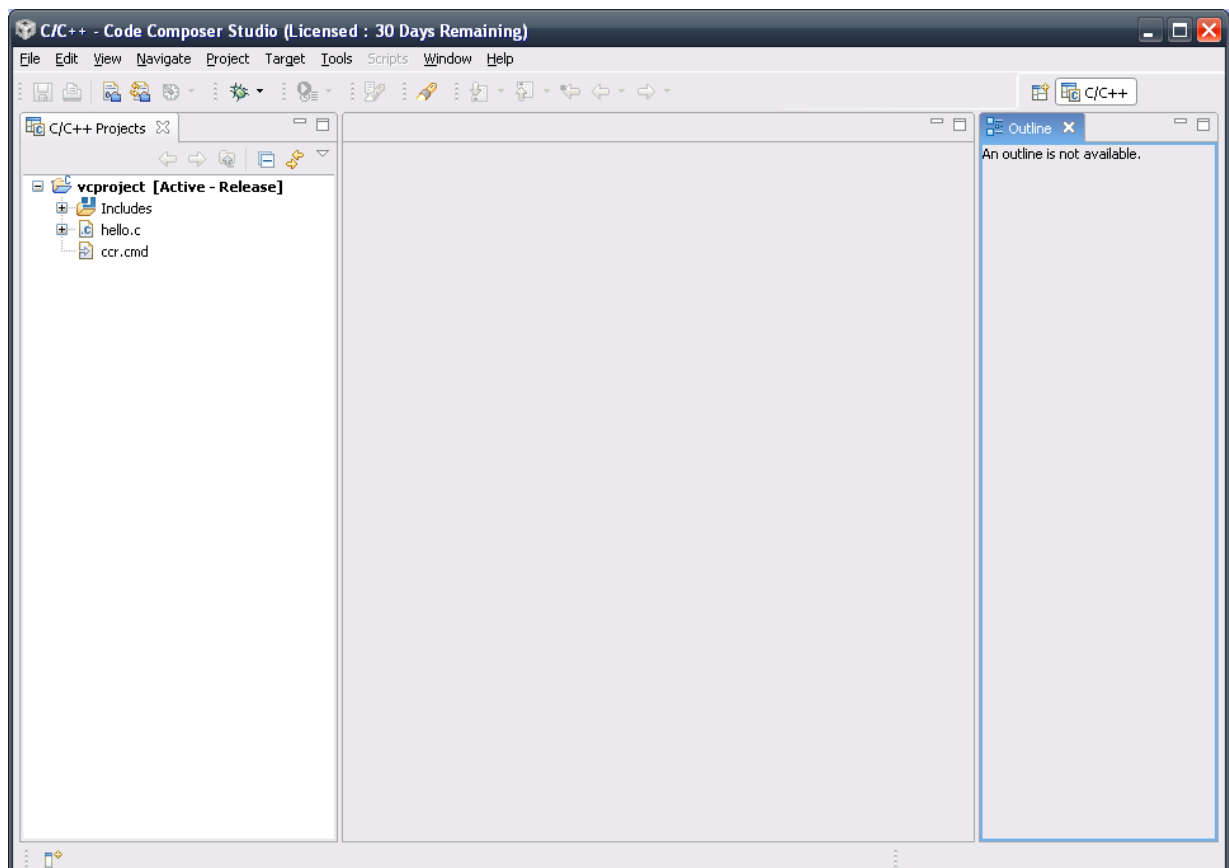 C/C++ - Code Composer Studio (Licensed : 30 Days Remaining)
File Edit View Navigate Project Target Tools Scripts Window Help
C/C++
C/C++ Projects
Outline
An outline is not available.
vcproject [Active - Release]
Includes
hello.c
ccr.cmd